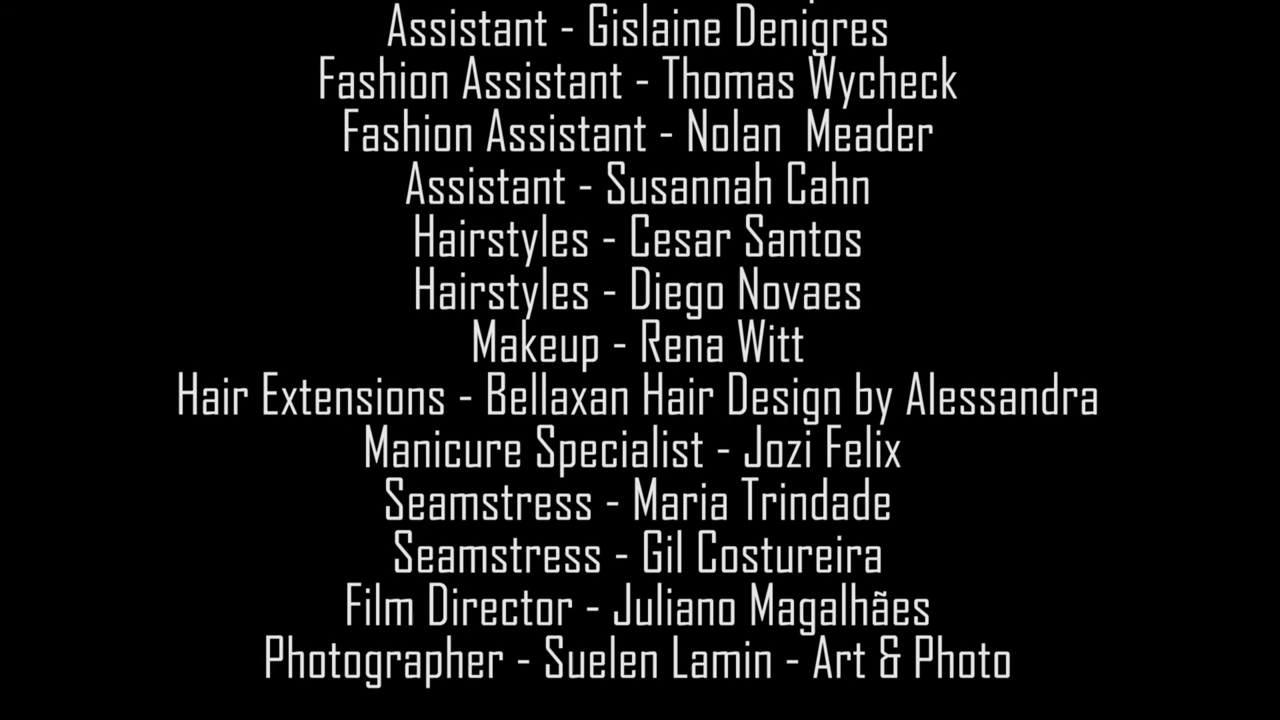 Assistant - Gislaine Denigres
Fashion Assistant - Thomas Wycheck
Fashion Assistant - Nolan  Meader
Assistant - Susannah Cahn
Hairstyles - Cesar Santos
Hairstyles - Diego Novaes
Makeup - Rena Witt
Hair Extensions - Bellaxan Hair Design by Alessandra
Manicure Specialist - Jozi Felix
Seamstress - Maria Trindade
Seamstress - Gil Costureira
Film Director - Juliano Magalhães
Photographer - Suelen Lamin - Art & Photo